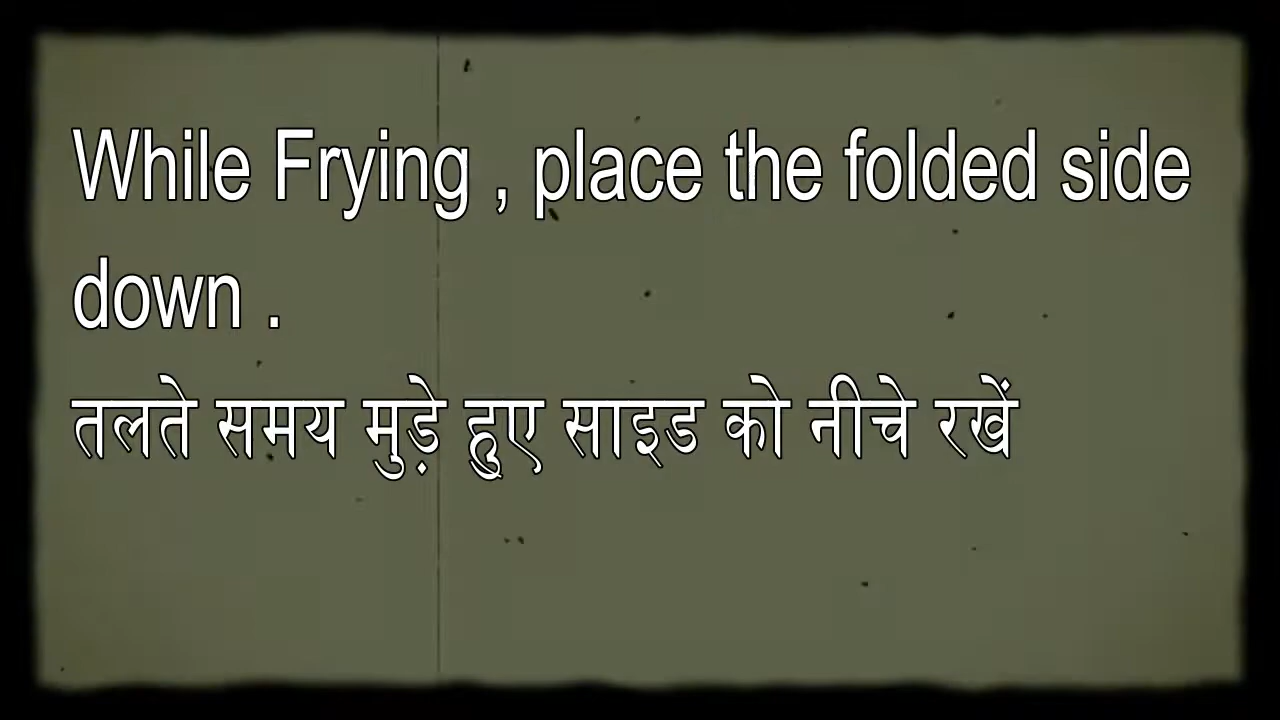 While Frying , place the folded side
down .
तलते समय मुड़े हुए साइड को नीचे रखें